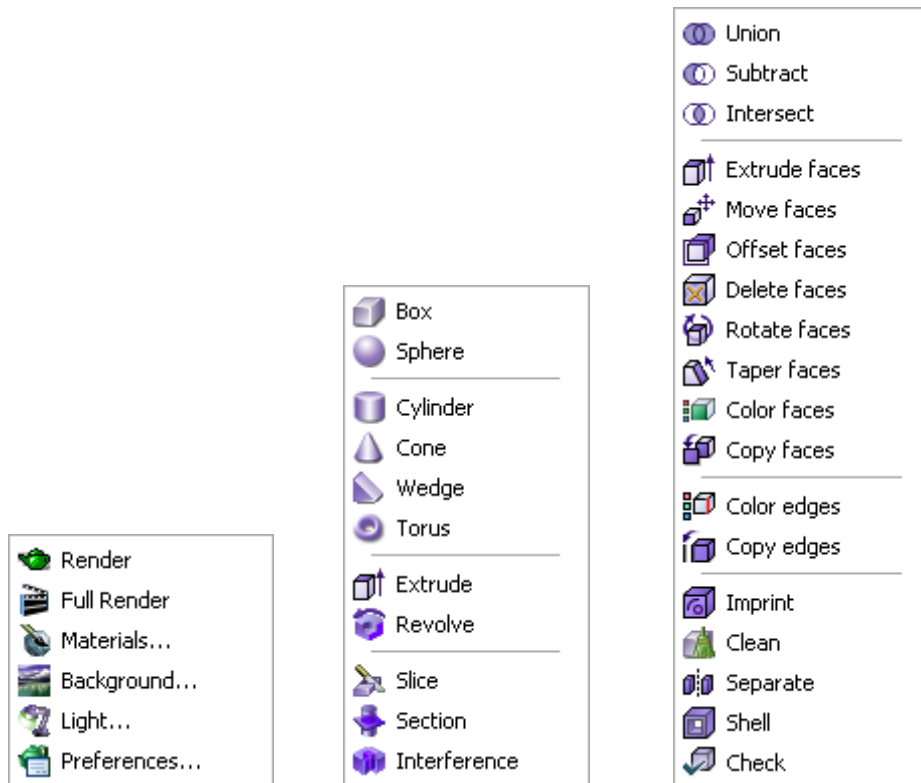 Render
Full Render
Materials...
Background...
Light...
Preferences...
Box
Sphere
Cylinder
Cone
Wedge
Torus
Extrude
Revolve
Slice
Section
Interference
Union
Subtract
Intersect
Extrude faces
Move faces
Offset faces
Delete faces
Rotate faces
Taper faces
Color faces
Copy faces
Color edges
Copy edges
Imprint
Clean
Separate
Shell
Check